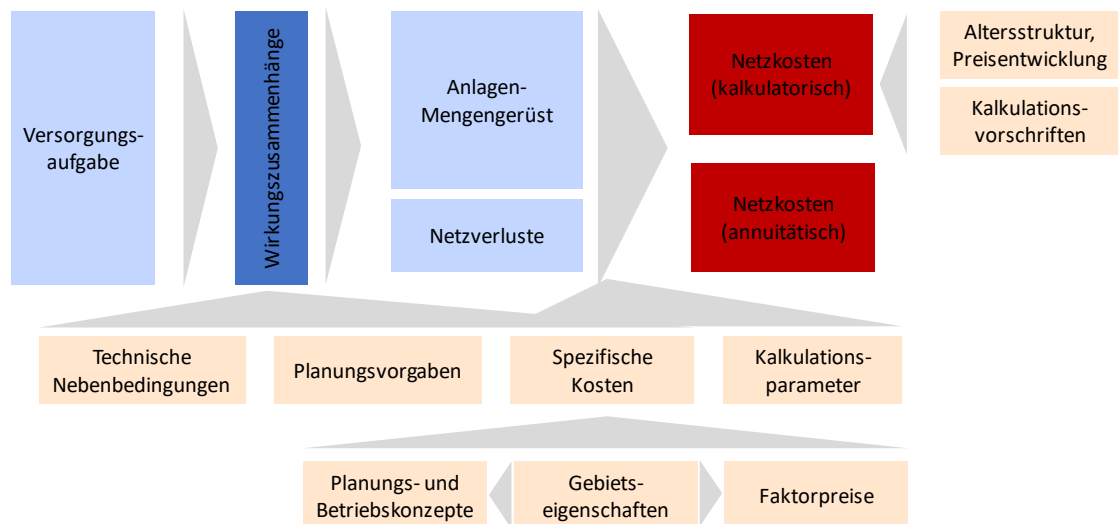 Versorgungs-
aufgabe
Wirkungszusammenhänge
Anlagen-
Mengengerüst
Netzverluste
Netzkosten
(kalkulatorisch)
Netzkosten
(annuitätisch)
Altersstruktur,
Preisentwicklung
Kalkulations-
vorschriften
Technische
Nebenbedingungen
Planungsvorgaben
Spezifische
Kosten
Kalkulations-
parameter
Planungs- und
Betriebskonzepte
Gebiets-
eigenschaften
Faktorpreise